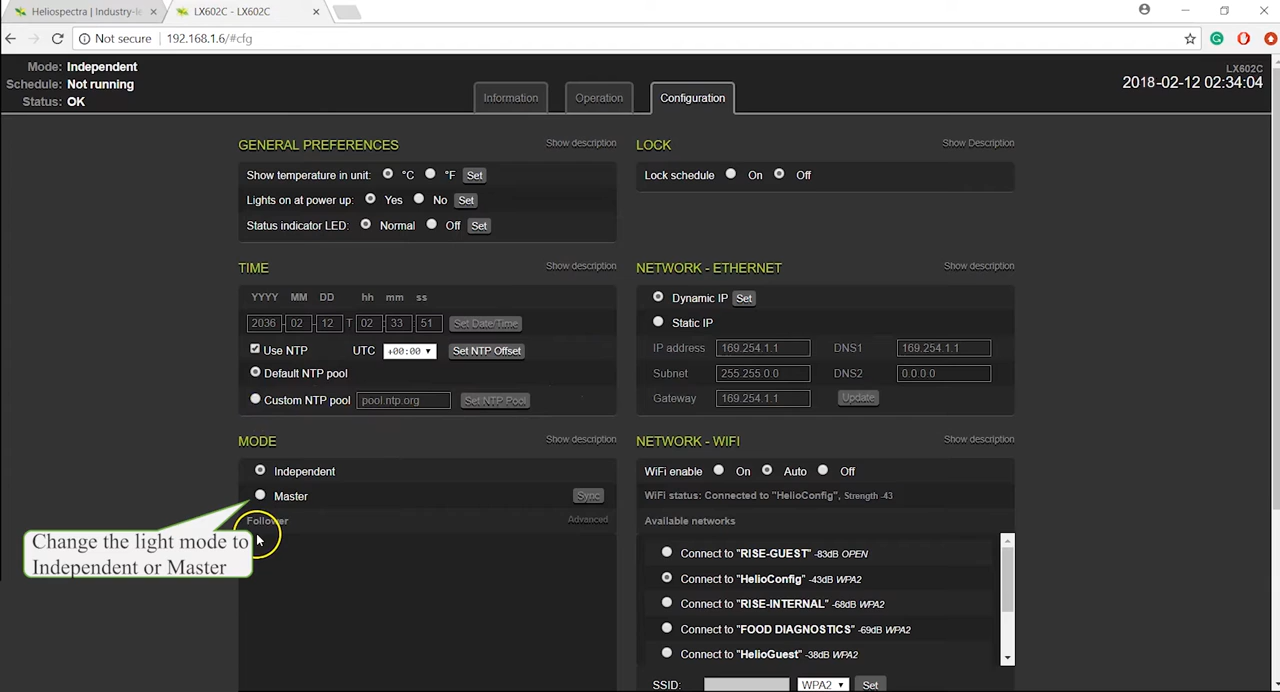 Heliospectra | Industry-le
LX602C - LX602C
Not secure
192.168.1.6/#cfg
Mode: Independent
Schedule: Not running
Status: OK
Information
Operation
Configuration
LX602C
2018-02-12 02:34:04
GENERAL PREFERENCES
Show description
Show temperature in unit: °C °F Set
Lights on at power up: Yes No Set
Status indicator LED: Normal Off Set
LOCK
Show Description
Lock schedule On Off
TIME
Show description
YYYY MM DD hh mm ss
2036 - 02 - 12 T 02 : 33 : 51 Set Date/Time
Use NTP UTC +00:00 Set NTP Offset
Default NTP pool
Custom NTP pool pool.ntp.org Set NTP Pool
NETWORK - ETHERNET
Show description
Dynamic IP Set
Static IP
IP address 169.254.1.1 DNS1 169.254.1.1
Subnet 255.255.0.0 DNS2 0.0.0.0
Gateway 169.254.1.1 Update
MODE
Show description
Independent
Master Sync
Follower Advanced
Change the light mode to
Independent or Master
NETWORK - WIFI
Show description
WiFi enable On Auto Off
WiFi status: Connected to "HelioConfig", Strength -43
Available networks
Connect to "RISE-GUEST" -83dB OPEN
Connect to "HelioConfig" -43dB WPA2
Connect to "RISE-INTERNAL" -68dB WPA2
Connect to "FOOD DIAGNOSTICS" -69dB WPA2
Connect to "HelioGuest" -38dB WPA2
SSID: WPA2 Set